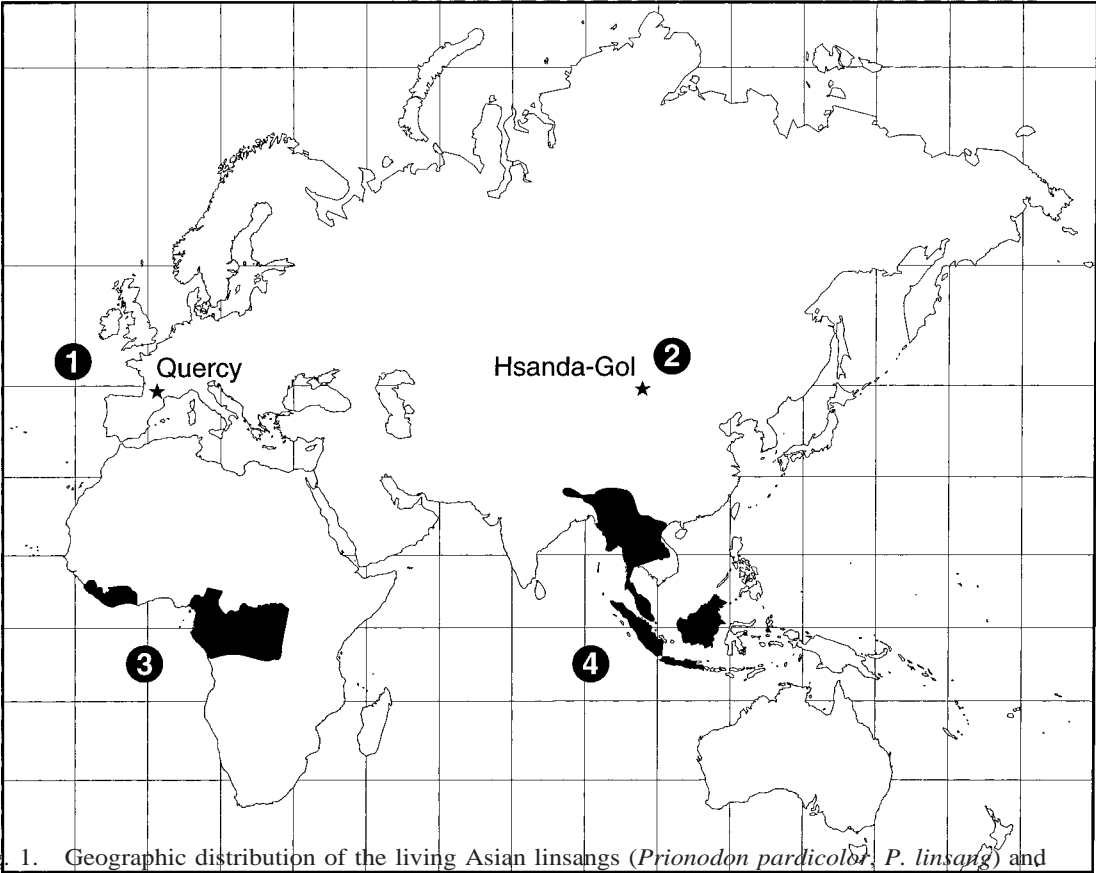 1
Quercy
Hsanda-Gol
2
3
4
. 1. Geographic distribution of the living Asian linsangs (Prionodon pardicolor, P. linsang) and